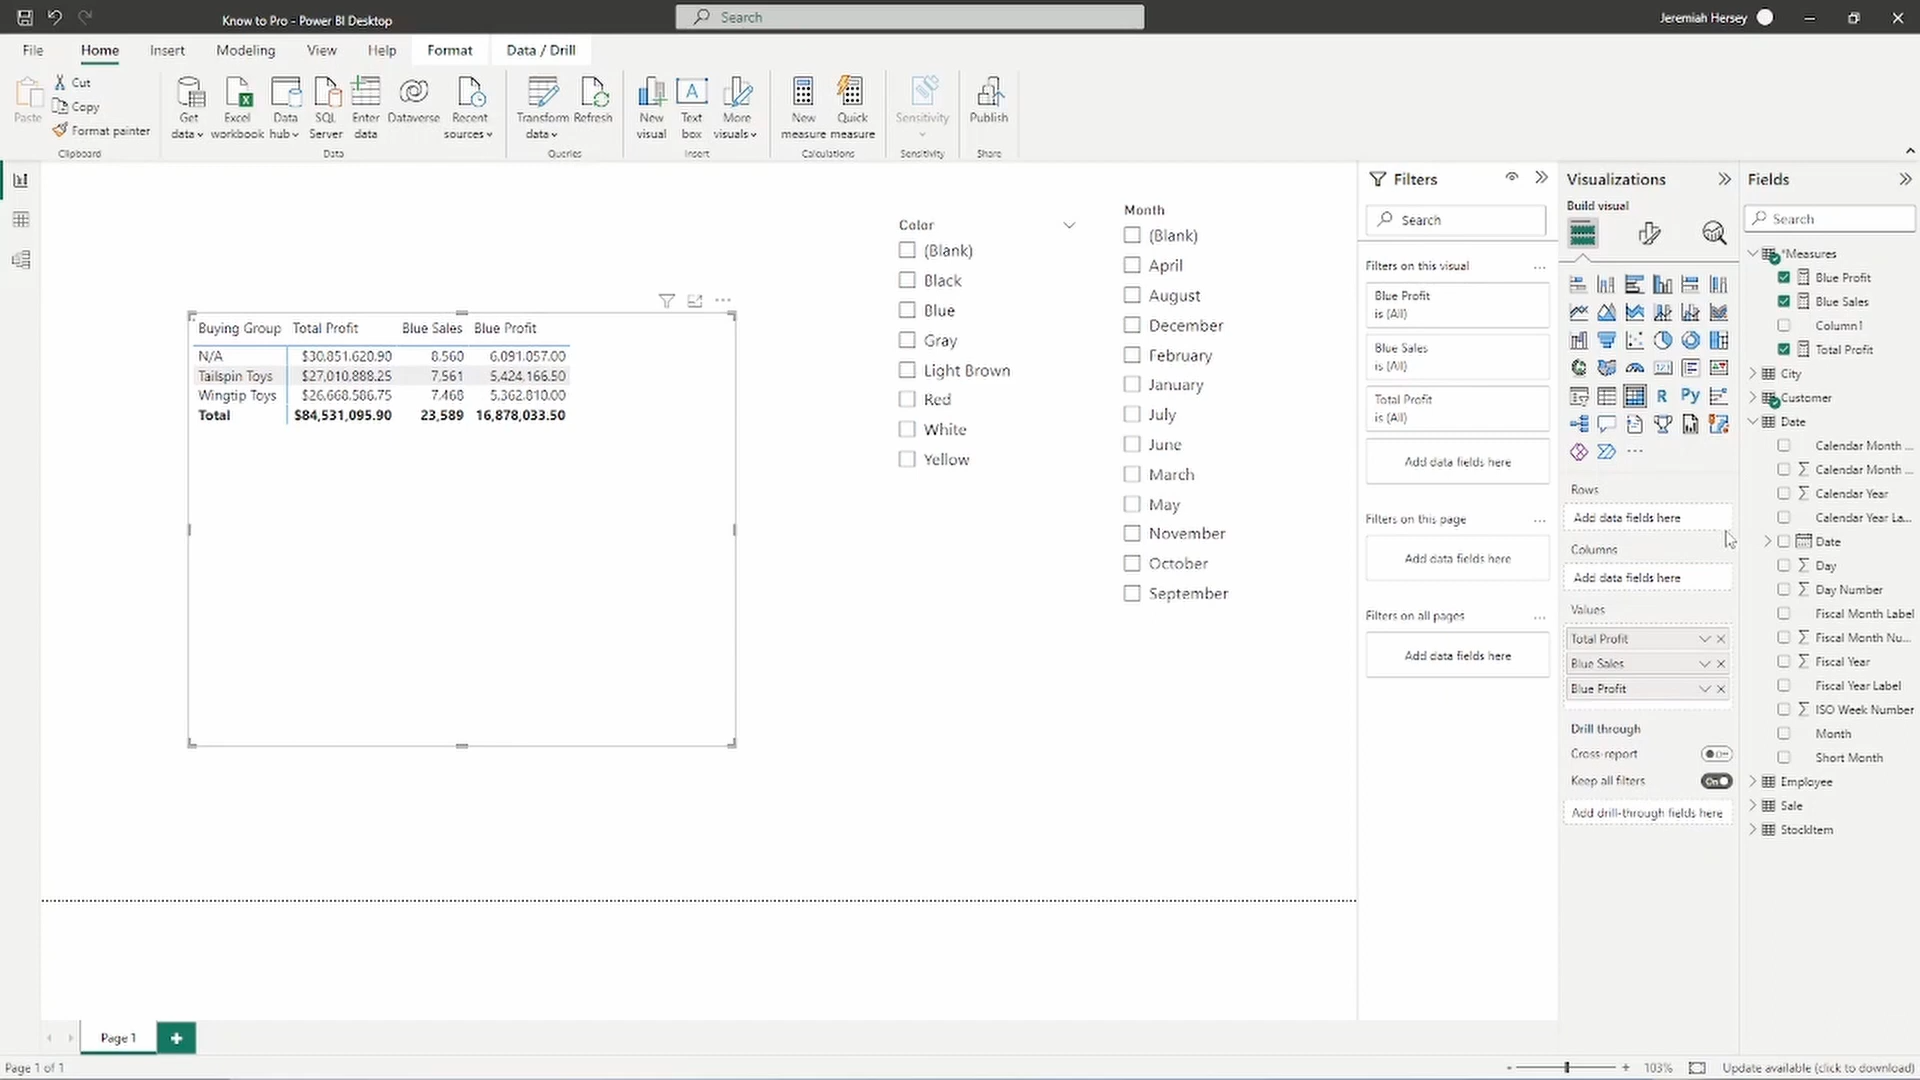 Know to Pro - Power BI Desktop
Search
Jeremiah Hersey
File Home Insert Modeling View Help Format Data / Drill
Paste
Cut
Copy
Format painter
Clipboard
Get data
Excel workbook
Data hub
SQL Server
Enter data
Dataverse
Recent sources
Data
Transform data
Refresh
Queries
New visual
Text box
More visuals
Insert
New measure
Quick measure
Calculations
Sensitivity
Sensitivity
Publish
Share
Buying Group Total Profit Blue Sales Blue Profit
N/A $30,851,620.90 8,560 6,091,057.00
Tailspin Toys $27,010,888.25 7,561 5,424,166.50
Wingtip Toys $26,668,586.75 7,468 5,362,810.00
Total $84,531,095.90 23,589 16,878,033.50
Color
(Blank)
Black
Blue
Gray
Light Brown
Red
White
Yellow
Month
(Blank)
April
August
December
February
January
July
June
March
May
November
October
September
Filters
Search
Filters on this visual ...
Blue Profit
is (All)
Blue Sales
is (All)
Total Profit
is (All)
Add data fields here
Filters on this page ...
Add data fields here
Filters on all pages ...
Add data fields here
Visualizations
Build visual
R Py
123
...
Rows
Add data fields here
Columns
Add data fields here
Values
Total Profit
Blue Sales
Blue Profit
Drill through
Cross-report Off
Keep all filters On
Add drill-through fields here
Fields
Search
*Measures
Blue Profit
Blue Sales
Column1
Total Profit
City
Customer
Date
Calendar Month ...
Calendar Month ...
Calendar Year
Calendar Year La...
Date
Day
Day Number
Fiscal Month Label
Fiscal Month Nu...
Fiscal Year
Fiscal Year Label
ISO Week Number
Month
Short Month
Employee
Sale
StockItem
Page 1
Page 1 of 1
- + 103% Update available (click to download)